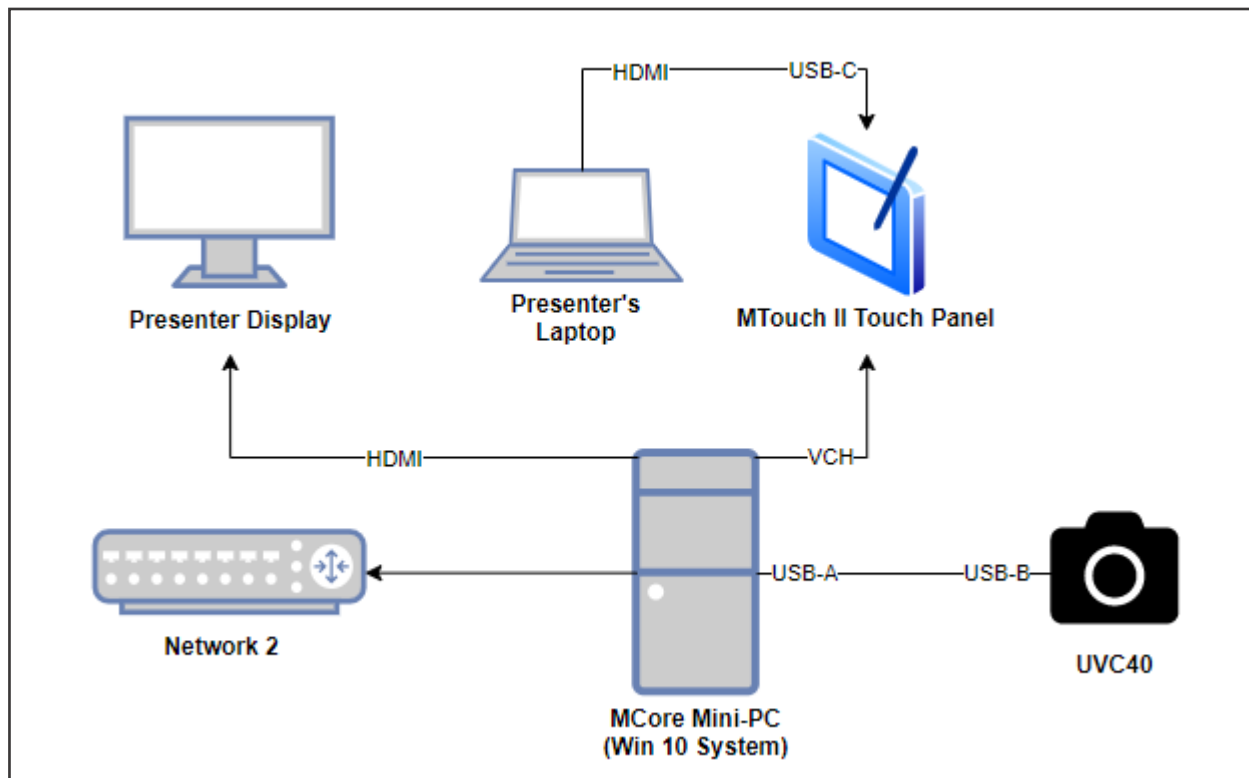 HDMI
USB-C
Presenter Display
Presenter's
Laptop
MTouch II Touch Panel
HDMI
VCH
USB-A
USB-B
Network 2
UVC40
MCore Mini-PC
(Win 10 System)